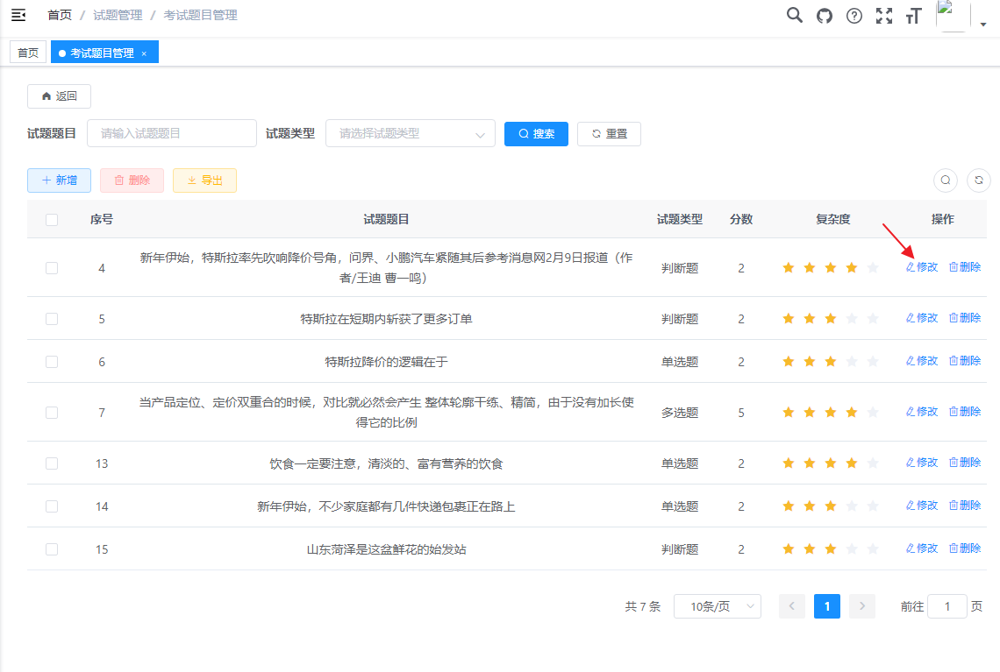 首页 / 试题管理 / 考试题目管理
首页 考试题目管理 ×
返回
试题题目 请输入试题题目 试题类型 请选择试题类型 搜索 重置
新增 删除 导出
序号 试题题目 试题类型 分数 复杂度 操作
4 新年伊始，特斯拉率先吹响降价号角，问界、小鹏汽车紧随其后参考消息网2月9日报道（作 判断题 2 修改 删除
者/王迪 曹一鸣）
5 特斯拉在短期内斩获了更多订单 判断题 2 修改 删除
6 特斯拉降价的逻辑在于 单选题 2 修改 删除
7 当产品定位、定价双重合的时候，对比就必然会产生 整体轮廓干练、精简，由于没有加长使 多选题 5 修改 删除
得它的比例
13 饮食一定要注意，清淡的、富有营养的饮食 单选题 2 修改 删除
14 新年伊始，不少家庭都有几件快递包裹正在路上 单选题 2 修改 删除
15 山东菏泽是这盆鲜花的始发站 判断题 2 修改 删除
共 7 条 10条/页 1 前往 1 页